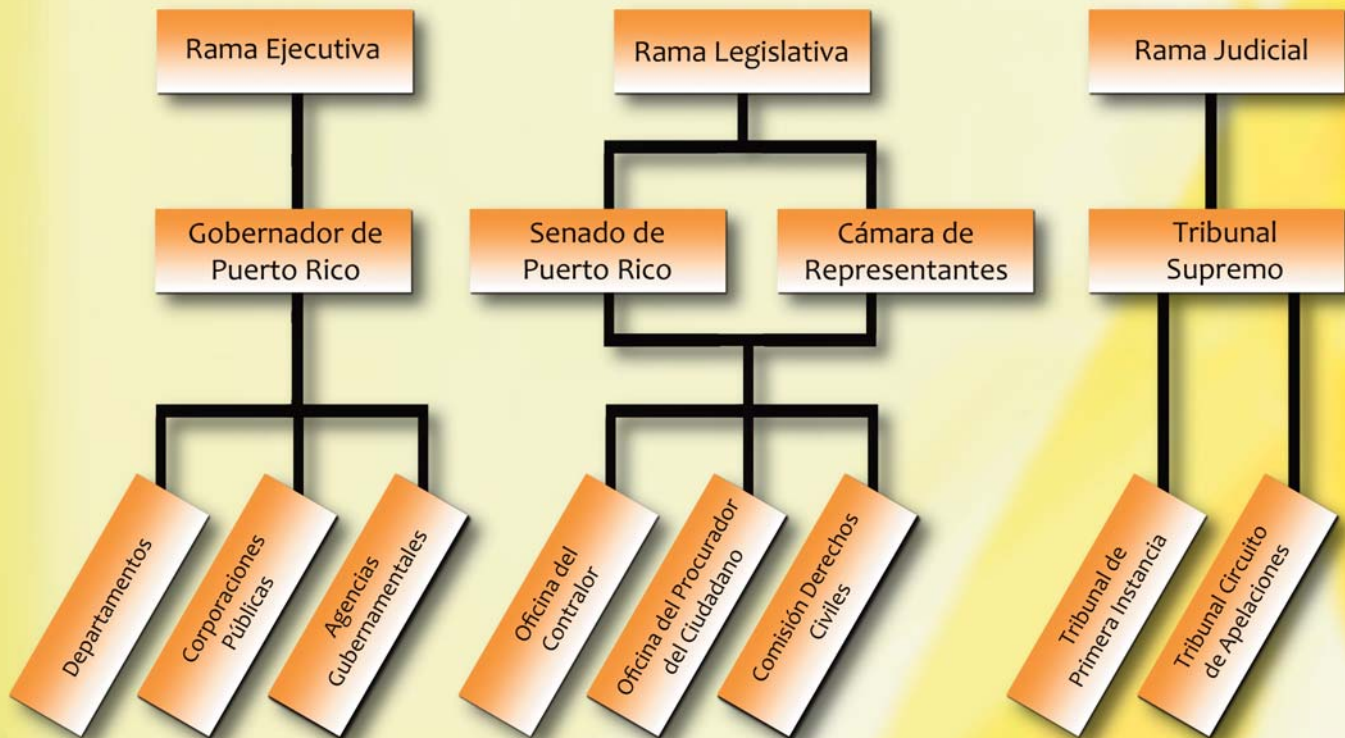 Rama Ejecutiva
Rama Legislativa
Rama Judicial
Gobernador de
Puerto Rico
Senado de
Puerto Rico
Cámara de
Representantes
Tribunal
Supremo
Departamentos
Corporaciones
Públicas
Agencias
Gubernamentales
Oficina del
Contralor
Oficina del Procurador
del Ciudadano
Comisión Derechos
Civiles
Tribunal de
Primera Instancia
Tribunal Circuito
de Apelaciones